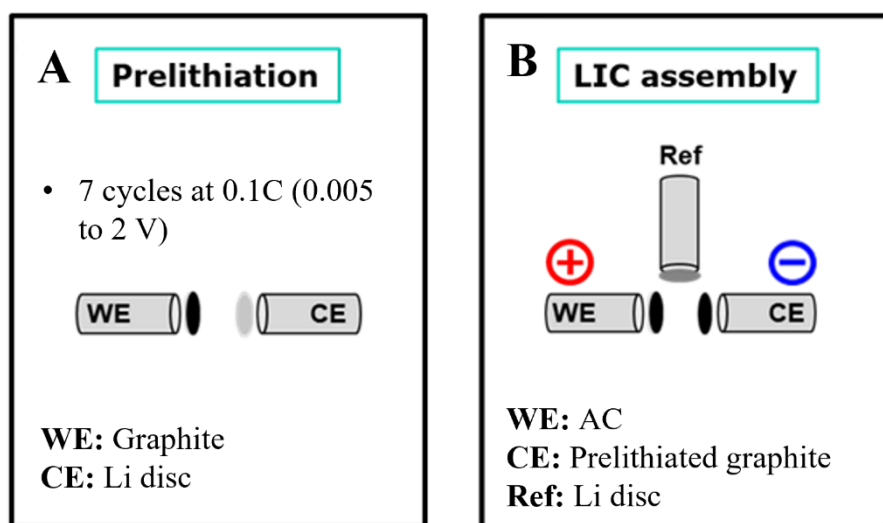 A
Prelithiation
• 7 cycles at 0.1C (0.005
to 2 V)
WE
CE
WE: Graphite
CE: Li disc
B
LIC assembly
Ref
+
−
WE
CE
WE: AC
CE: Prelithiated graphite
Ref: Li disc